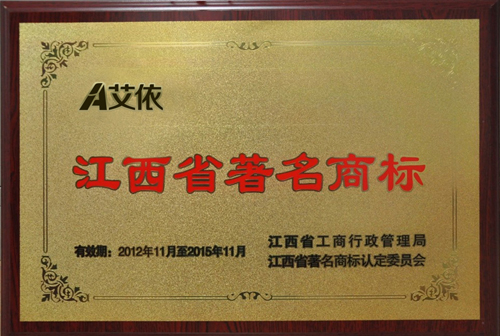 A艾依
江西省著名商标
江西省工商行政管理局
有效期：2012年11月至2015年11月
江西省著名商标认定委员会